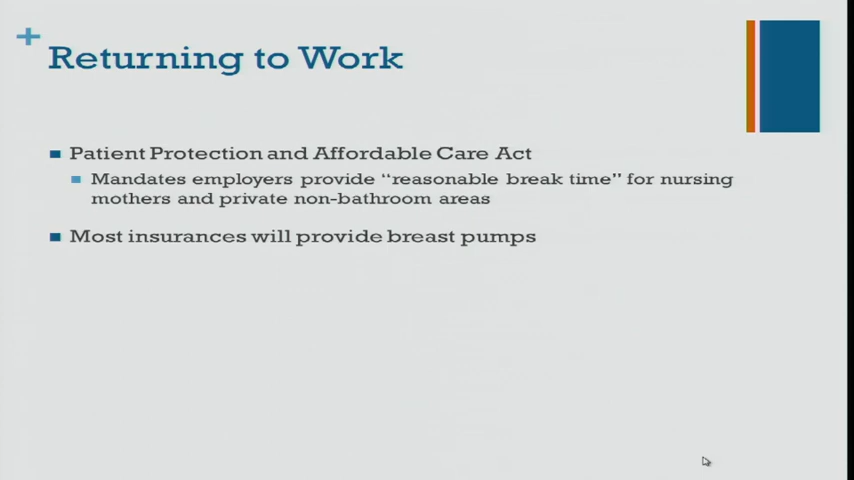 + Returning to Work
Patient Protection and Affordable Care Act
Mandates employers provide “reasonable break time” for nursing
mothers and private non-bathroom areas
Most insurances will provide breast pumps